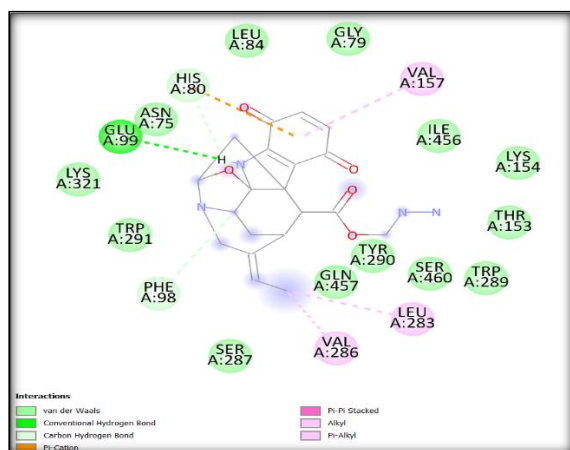 LEU
A:84
GLY
A:79
HIS
A:80
VAL
A:157
ASN
A:75
GLU
A:99
ILE
A:456
LYS
A:154
LYS
A:321
H
N
O
O
O
O
O
N
N
N
THR
A:153
TRP
A:291
TYR
A:290
SER
A:460
TRP
A:289
GLN
A:457
PHE
A:98
LEU
A:283
VAL
A:286
SER
A:287
Interactions
van der Waals
Conventional Hydrogen Bond
Carbon Hydrogen Bond
Pi-Cation
Pi-Pi Stacked
Alkyl
Pi-Alkyl